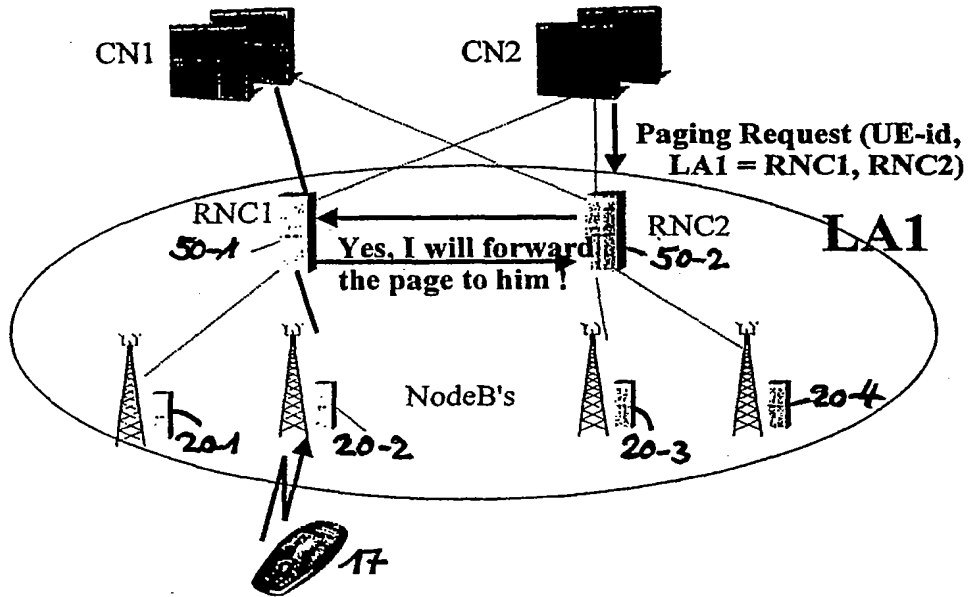 CN1
CN2
Paging Request (UE-id,
LA1 = RNC1, RNC2)
RNC1
RNC2
LA1
50-1
50-2
Yes, I will forward
the page to him !
NodeB's
20-1
20-2
20-3
20-4
17